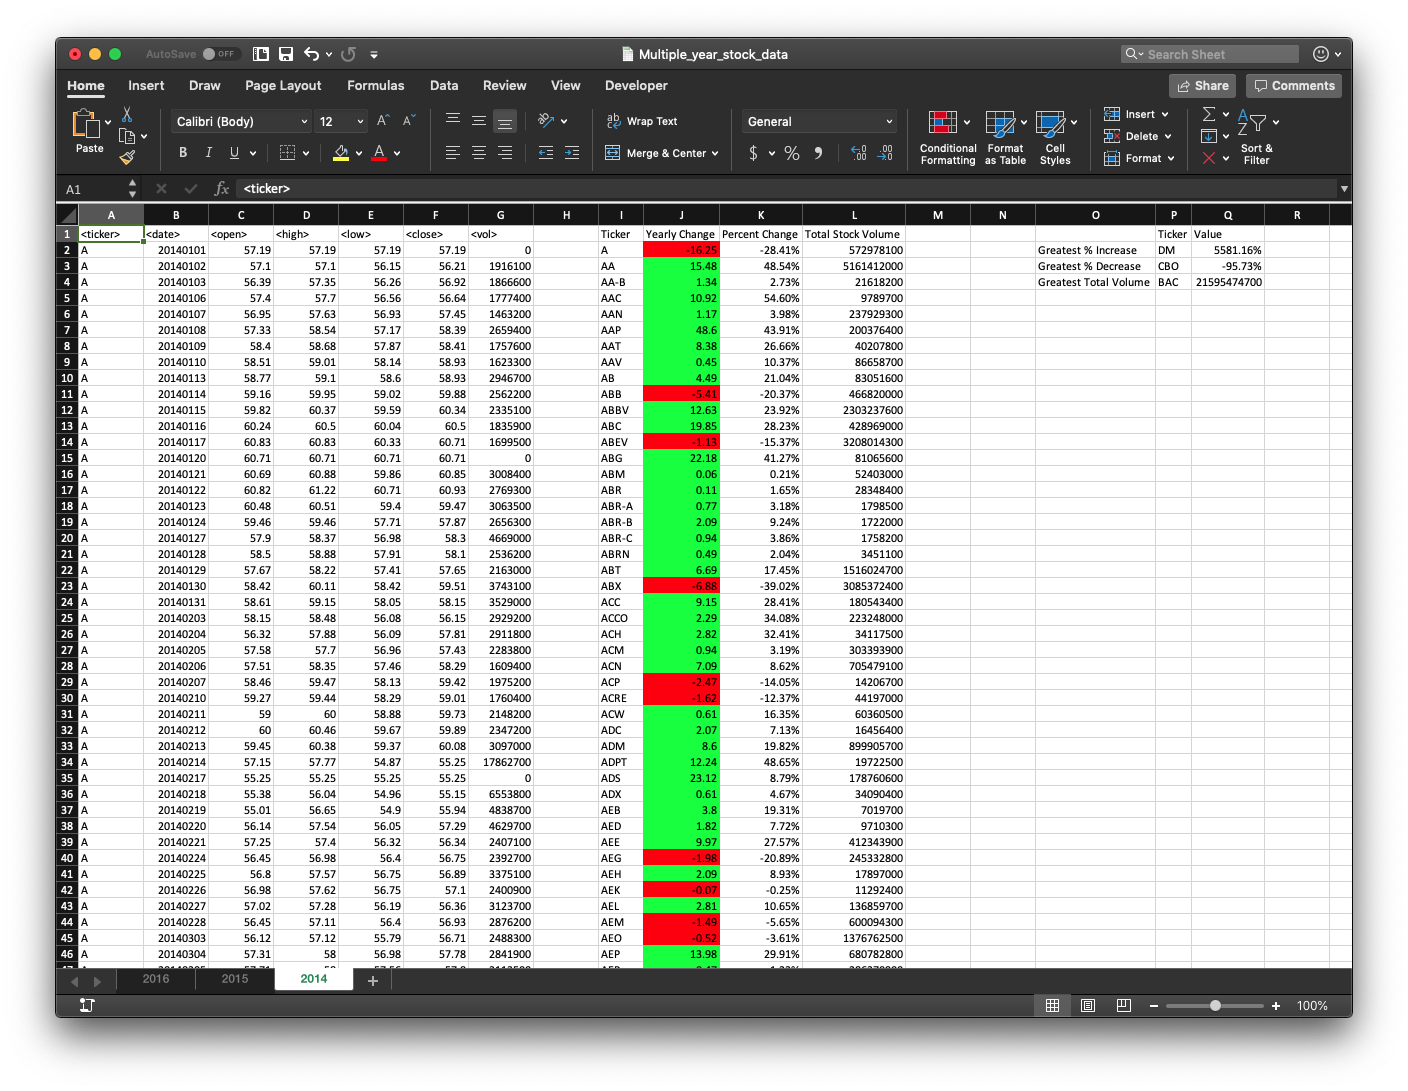 AutoSave OFF Multiple_year_stock_data Search Sheet
Home Insert Draw Page Layout Formulas Data Review View Developer Share Comments
Paste Calibri (Body) 12 A^ A˅ ab Wrap Text General Insert Σ
B I U A Merge & Center $ % Conditional Formatting Format as Table Cell Styles Delete Format Sort & Filter
A1 fx <ticker>
A B C D E F G H I J K L M N O P Q R
1 <ticker> <date> <open> <high> <low> <close> <vol> Ticker Yearly Change Percent Change Total Stock Volume Ticker Value
2 A 20140101 57.19 57.19 57.19 57.19 0 A -16.25 -28.41% 572978100 Greatest % Increase DM 5581.16%
3 A 20140102 57.1 57.1 56.15 56.21 1916100 AA 15.48 48.54% 5161412000 Greatest % Decrease CBO -95.73%
4 A 20140103 56.39 57.35 56.26 56.92 1866600 AA-B 1.34 2.73% 21618200 Greatest Total Volume BAC 21595474700
5 A 20140106 57.4 57.7 56.56 56.64 1777400 AAC 10.92 54.60% 9789700
6 A 20140107 56.95 57.63 56.93 57.45 1463200 AAN 1.17 3.98% 237929300
7 A 20140108 57.33 58.54 57.17 58.39 2659400 AAP 48.6 43.91% 200376400
8 A 20140109 58.4 58.68 57.87 58.41 1757600 AAT 8.38 26.66% 40207800
9 A 20140110 58.51 59.01 58.14 58.93 1623300 AAV 0.45 10.37% 86658700
10 A 20140113 58.77 59.1 58.6 58.93 2946700 AB 4.49 21.04% 83051600
11 A 20140114 59.16 59.95 59.02 59.88 2562200 ABB -5.41 -20.37% 466820000
12 A 20140115 59.82 60.37 59.59 60.34 2335100 ABBV 12.63 23.92% 2303237600
13 A 20140116 60.24 60.5 60.04 60.5 1835900 ABC 19.85 28.23% 428969000
14 A 20140117 60.83 60.83 60.33 60.71 1699500 ABEV -1.13 -15.37% 3208014300
15 A 20140120 60.71 60.71 60.71 60.71 0 ABG 22.18 41.27% 81065600
16 A 20140121 60.69 60.88 59.86 60.85 3008400 ABM 0.06 0.21% 52403000
17 A 20140122 60.82 61.22 60.71 60.93 2769300 ABR 0.11 1.65% 28348400
18 A 20140123 60.48 60.51 59.4 59.47 3063500 ABR-A 0.77 3.18% 1798500
19 A 20140124 59.46 59.46 57.71 57.87 2656300 ABR-B 2.09 9.24% 1722000
20 A 20140127 57.9 58.37 56.98 58.3 4669000 ABR-C 0.94 3.86% 1758200
21 A 20140128 58.5 58.88 57.91 58.1 2536200 ABRN 0.49 2.04% 3451100
22 A 20140129 57.67 58.22 57.41 57.65 2163000 ABT 6.69 17.45% 1516024700
23 A 20140130 58.42 60.11 58.42 59.51 3743100 ABX -6.88 -39.02% 3085372400
24 A 20140131 58.61 59.15 58.05 58.15 3529000 ACC 9.15 28.41% 180543400
25 A 20140203 58.15 58.48 56.08 56.15 2929200 ACCO 2.29 34.08% 223248000
26 A 20140204 56.32 57.88 56.09 57.81 2911800 ACH 2.82 32.41% 34117500
27 A 20140205 57.58 57.7 56.96 57.43 2283800 ACM 0.94 3.19% 303393900
28 A 20140206 57.51 58.35 57.46 58.29 1609400 ACN 7.09 8.62% 705479100
29 A 20140207 58.46 59.47 58.13 59.42 1975200 ACP -2.47 -14.05% 14206700
30 A 20140210 59.27 59.44 58.29 59.01 1760400 ACRE -1.62 -12.37% 44197000
31 A 20140211 59 60 58.88 59.73 2148200 ACW 0.61 16.35% 60360500
32 A 20140212 60 60.46 59.67 59.89 2347200 ADC 2.07 7.13% 16456400
33 A 20140213 59.45 60.38 59.37 60.08 3097000 ADM 8.6 19.82% 899905700
34 A 20140214 57.15 57.77 54.87 55.25 17862700 ADPT 12.24 48.65% 19722500
35 A 20140217 55.25 55.25 55.25 55.25 0 ADS 23.12 8.79% 178760600
36 A 20140218 55.38 56.04 54.96 55.15 6553800 ADX 0.61 4.67% 34090400
37 A 20140219 55.01 56.65 54.9 55.94 4838700 AEB 3.8 19.31% 7019700
38 A 20140220 56.14 57.54 56.05 57.29 4629700 AED 1.82 7.72% 9710300
39 A 20140221 57.25 57.4 56.32 56.34 2407100 AEE 9.97 27.57% 412343900
40 A 20140224 56.45 56.98 56.4 56.75 2392700 AEG -1.98 -20.89% 245332800
41 A 20140225 56.8 57.57 56.75 56.89 3375100 AEH 2.09 8.93% 17897000
42 A 20140226 56.98 57.62 56.75 57.1 2400900 AEK -0.07 -0.25% 11292400
43 A 20140227 57.02 57.28 56.19 56.36 3123700 AEL 2.81 10.65% 136859700
44 A 20140228 56.45 57.11 56.4 56.93 2876200 AEM -1.49 -5.65% 600094300
45 A 20140303 56.12 57.12 55.79 56.71 2488300 AEO -0.52 -3.61% 1376762500
46 A 20140304 57.31 58 56.98 57.78 2841900 AEP 13.98 29.91% 680782800
2016 2015 2014 +
100%